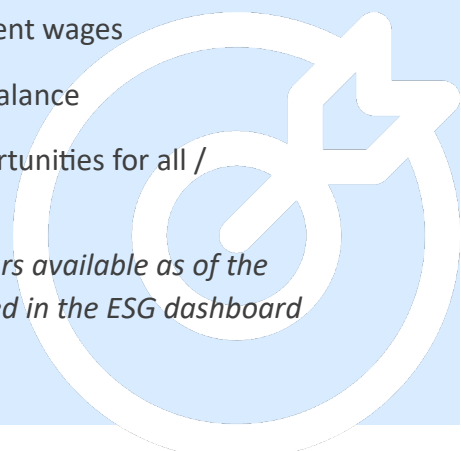 ent wages
alance
rtunities for all /
rs available as of the
ed in the ESG dashboard